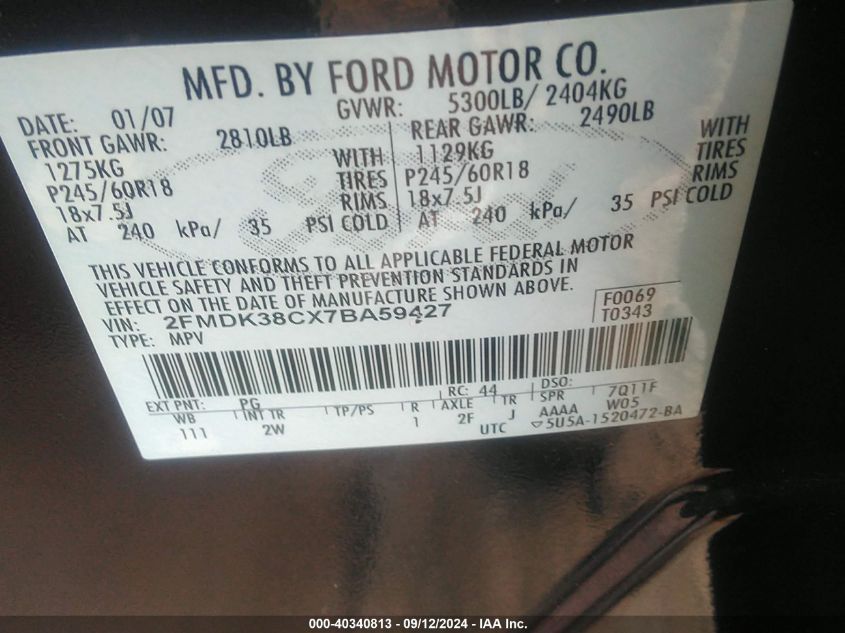 MFD. BY FORD MOTOR CO.
DATE: 01/07 GVWR: 5300LB/ 2404KG
FRONT GAWR: 2810LB REAR GAWR: 2490LB
1275KG WITH 1129KG WITH
P245/60R18 TIRES P245/60R18 TIRES
18x7.5J RIMS 18x7.5J RIMS
AT 240 kPa/ 35 PSI COLD AT 240 kPa/ 35 PSI COLD
Ford
THIS VEHICLE CONFORMS TO ALL APPLICABLE FEDERAL MOTOR
VEHICLE SAFETY AND THEFT PREVENTION STANDARDS IN
EFFECT ON THE DATE OF MANUFACTURE SHOWN ABOVE.
VIN: 2FMDK38CX7BA59427 F0069
TYPE: MPV T0343
EXT PNT: PG RC: 44 DSO:
WB INT TR TP/PS R AXLE TR SPR 7Q11F
111 2W 1 2F J AAAA W05
UTC ▽5U5A-1520472-BA
000-40340813 - 09/12/2024 - IAA Inc.